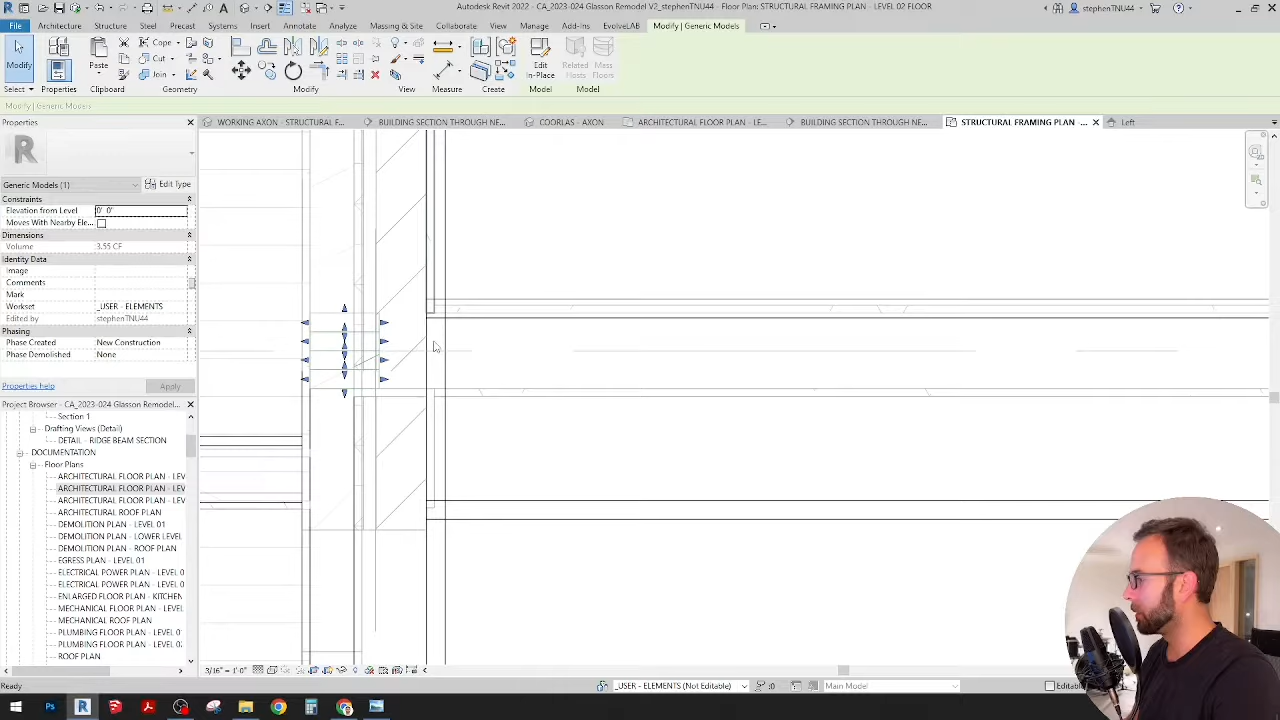 Autodesk Revit 2022 - CA_2023-024 Glasson Remodel V2_stephenTNU44 - Floor Plan: STRUCTURAL FRAMING PLAN - LEVEL 02 FLOOR
stephenTNU44
File
Insert Annotate Analyze Massing & Site Collaborate View Manage Add-Ins EvolveLAB Modify | Generic Models
Modify Paste Cut Join Edit In-Place Related Hosts Mass Floors
Select Properties Clipboard Geometry Modify View Measure Create Model Model
Modify | Generic Models
Properties
WORKING AXON - STRUCTURAL F... BUILDING SECTION THROUGH NE... COORLAS - AXON ARCHITECTURAL FLOOR PLAN - LE... BUILDING SECTION THROUGH NE... STRUCTURAL FRAMING PLAN - ... Left
R
Generic Models (1) Edit Type
Constraints
Elevation from Level 0' 0"
Moves With Nearby Ele...
Dimensions
Volume 3.55 CF
Identity Data
Image
Comments
Mark
Workset _USER - ELEMENTS
Edited by stephenTNU44
Phasing
Phase Created New Construction
Phase Demolished None
Properties help Apply
Project Browser - CA_2023-024 Glasson Remodel...
Section 1
Drafting Views (Detail)
DETAIL - RIDGE BEAM SECTION
DOCUMENTATION
Floor Plans
ARCHITECTURAL FLOOR PLAN - LEV
ARCHITECTURAL FLOOR PLAN - LEV
ARCHITECTURAL FLOOR PLAN - LEV
ARCHITECTURAL ROOF PLAN
DEMOLITION PLAN - LEVEL 01
DEMOLITION PLAN - LOWER LEVEL
DEMOLITION PLAN - ROOF PLAN
EGRESS PLAN - LEVEL 01
ELECTRICAL POWER PLAN - LEVEL 0
ELECTRICAL POWER PLAN - LEVEL 0
ENLARGED FLOOR PLAN - KITCHEN
MECHANICAL FLOOR PLAN - LEVEL
MECHANICAL ROOF PLAN
PLUMBING FLOOR PLAN - LEVEL 0
PLUMBING FLOOR PLAN - LEVEL 0
ROOF PLAN
3/16" = 1'-0"
Ready _USER - ELEMENTS (Not Editable) :0 Main Model Editab